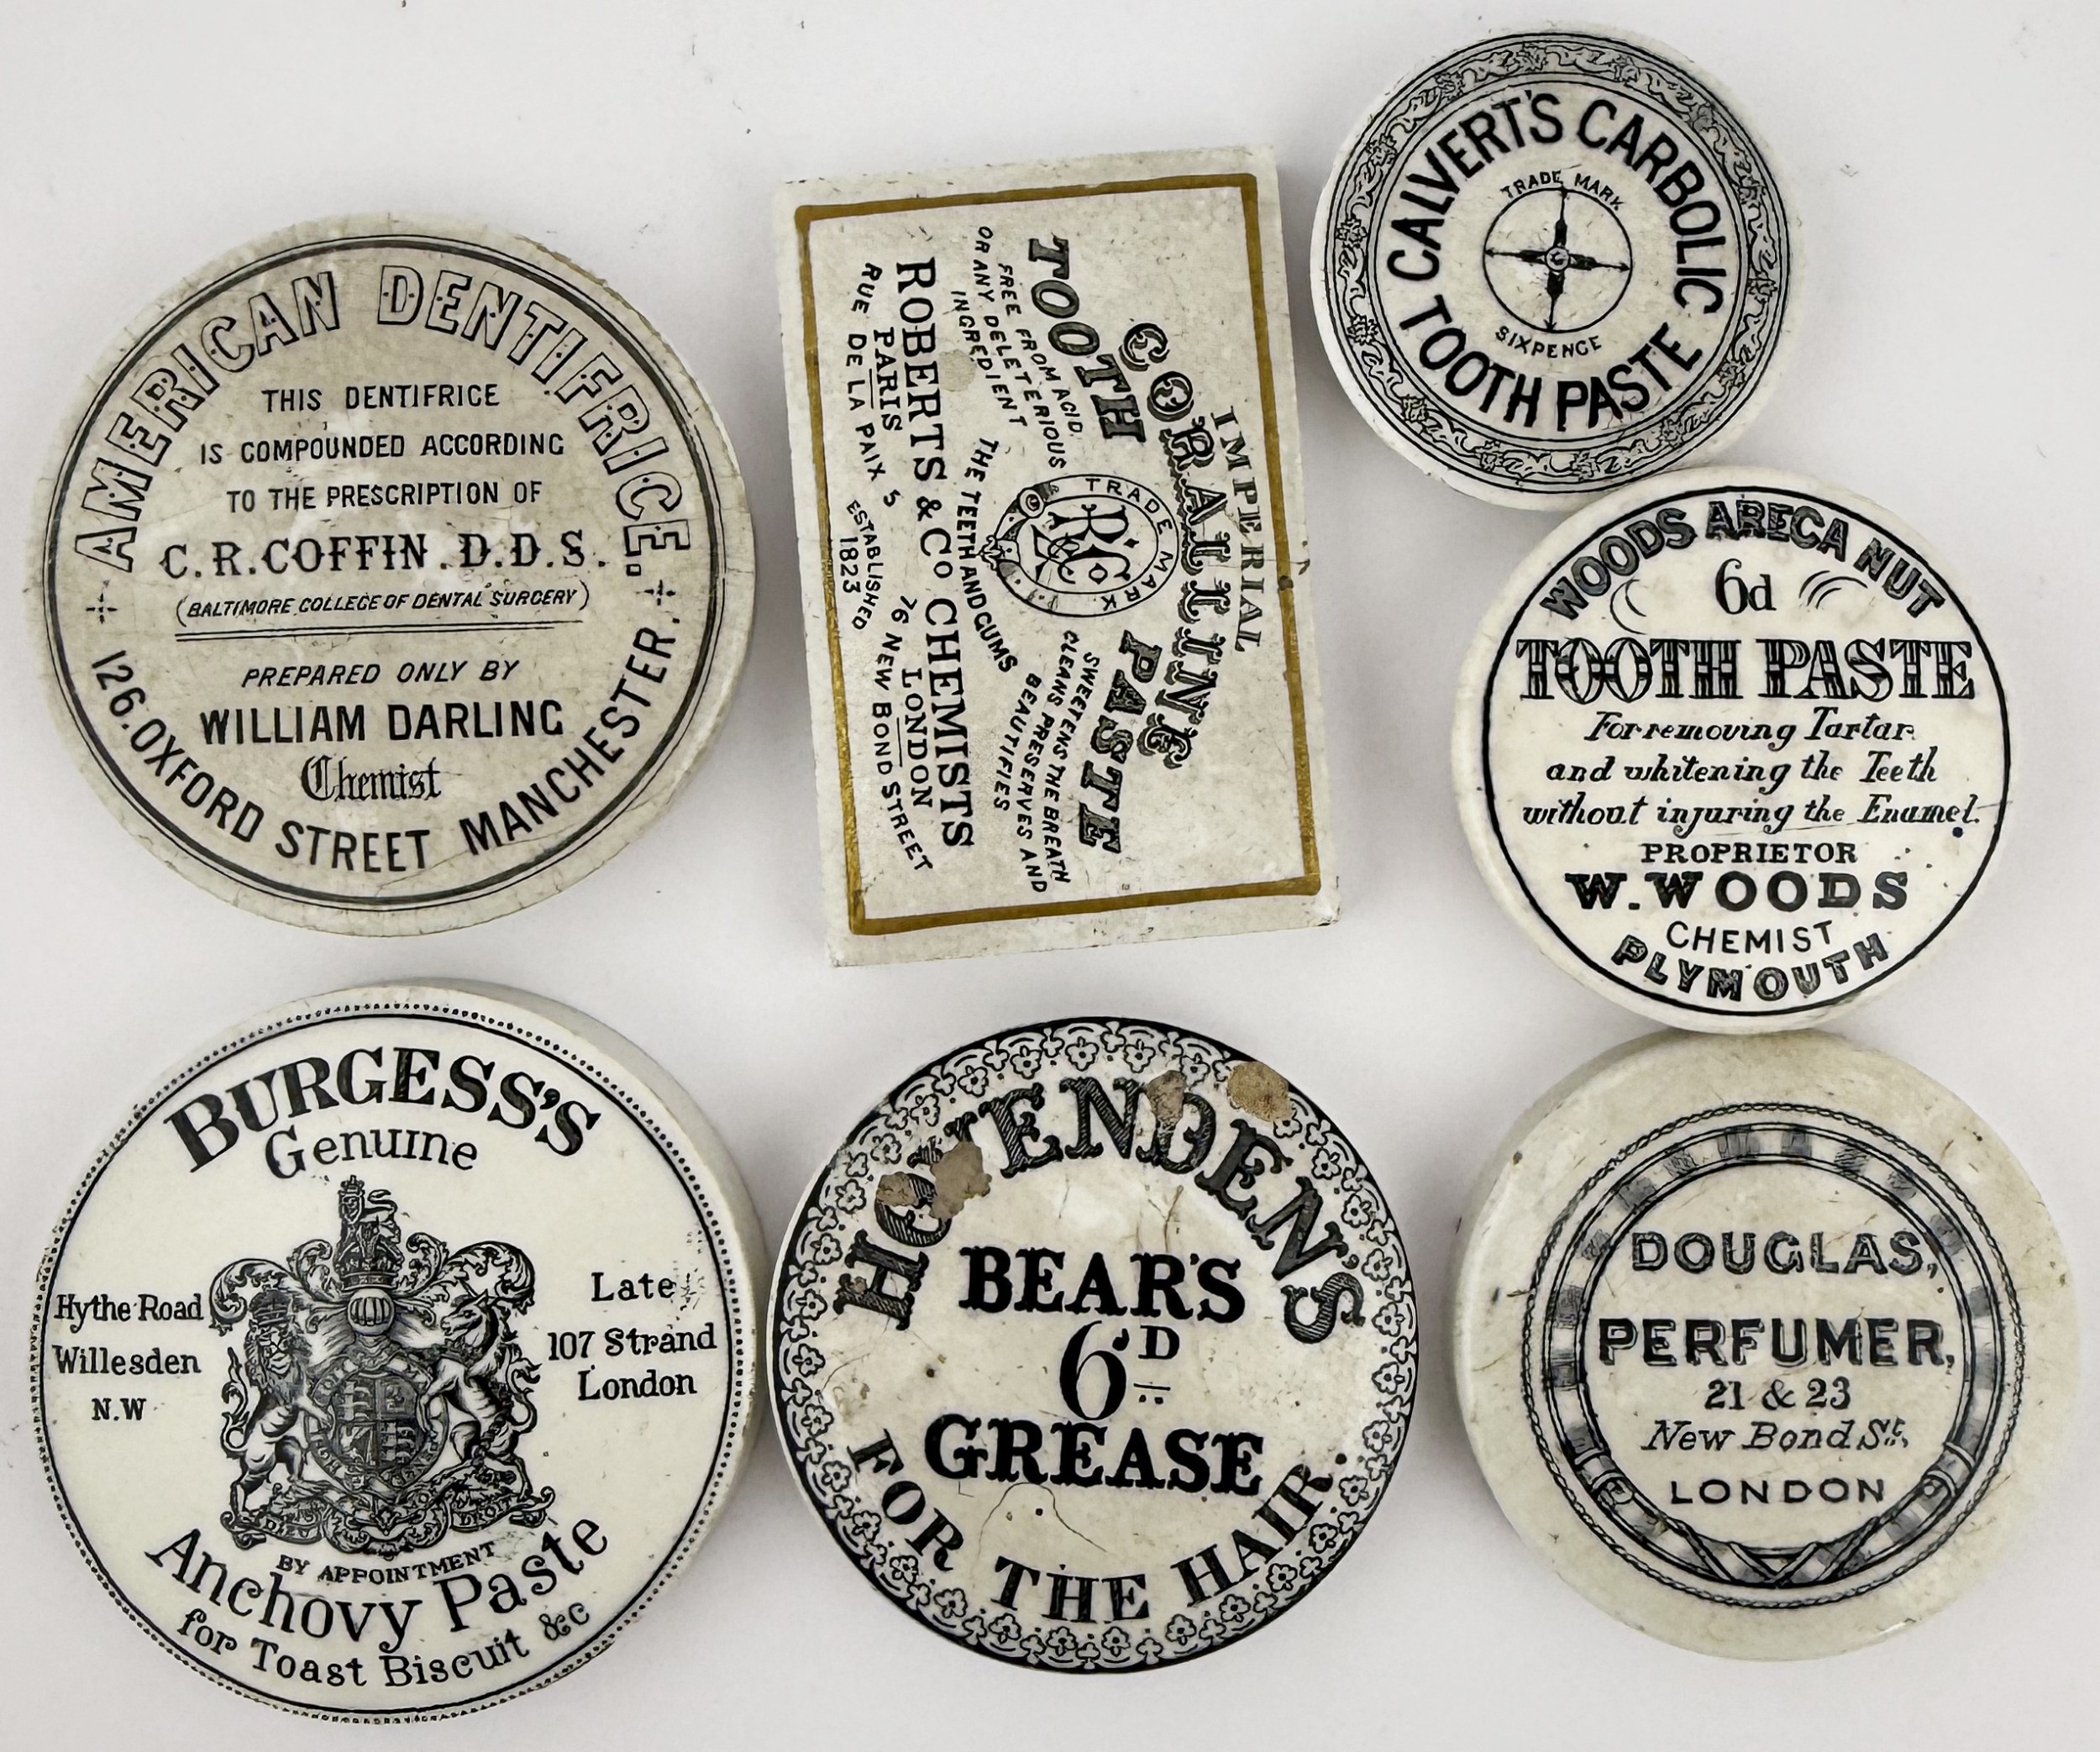 AMERICAN DENTIFRICE.
THIS DENTIFRICE
IS COMPOUNDED ACCORDING
TO THE PRESCRIPTION OF
C.R.COFFIN.D.D.S.
(BALTIMORE COLLEGE OF DENTAL SURGERY)
PREPARED ONLY BY
WILLIAM DARLING
Chemist
126.OXFORD STREET MANCHESTER.
IMPERIAL
CORALLINE
TOOTH PASTE
FREE FROM ACID.
OR ANY DELETERIOUS
INGREDIENT
TRADE MARK
R&Co
SWEETENS THE BREATH
CLEANS PRESERVES AND
BEAUTIFIES
THE TEETH AND GUMS
ROBERTS & Co CHEMISTS
PARIS
LONDON
RUE DE LA PAIX 5
76 NEW BOND STREET
ESTABLISHED
1823
CALVERT'S CARBOLIC
TRADE MARK
SIXPENCE
TOOTH PASTE
WOODS ARECA NUT
6d
TOOTH PASTE
For removing Tartar
and whitening the Teeth
without injuring the Enamel.
PROPRIETOR
W. WOODS
CHEMIST
PLYMOUTH
BURGESS'S
Genuine
Hythe Road
Willesden
N.W
Late
107 Strand
London
DIEU ET MON DROIT
BY APPOINTMENT
Anchovy Paste
for Toast Biscuit &c
HOVENDEN'S
BEAR'S
6D
GREASE
FOR THE HAIR.
DOUGLAS,
PERFUMER,
21 & 23
New Bond St.
LONDON